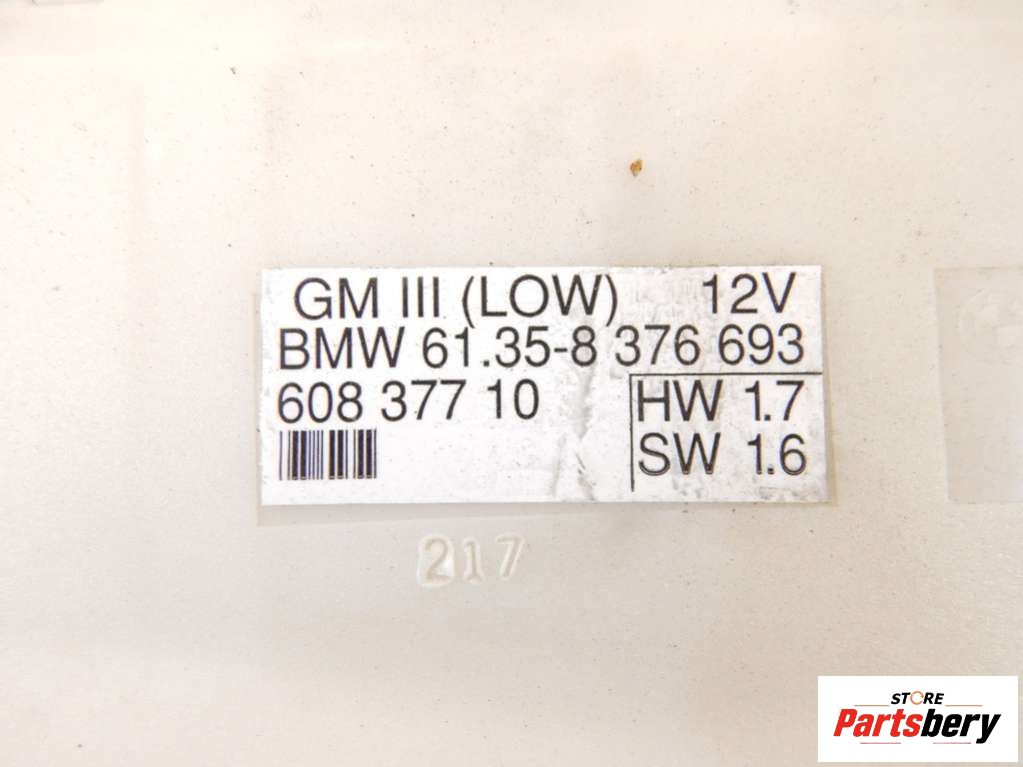 GM III (LOW) 12V
BMW 61.35-8 376 693
608 377 10 HW 1.7
SW 1.6
217
STORE
Partsbery